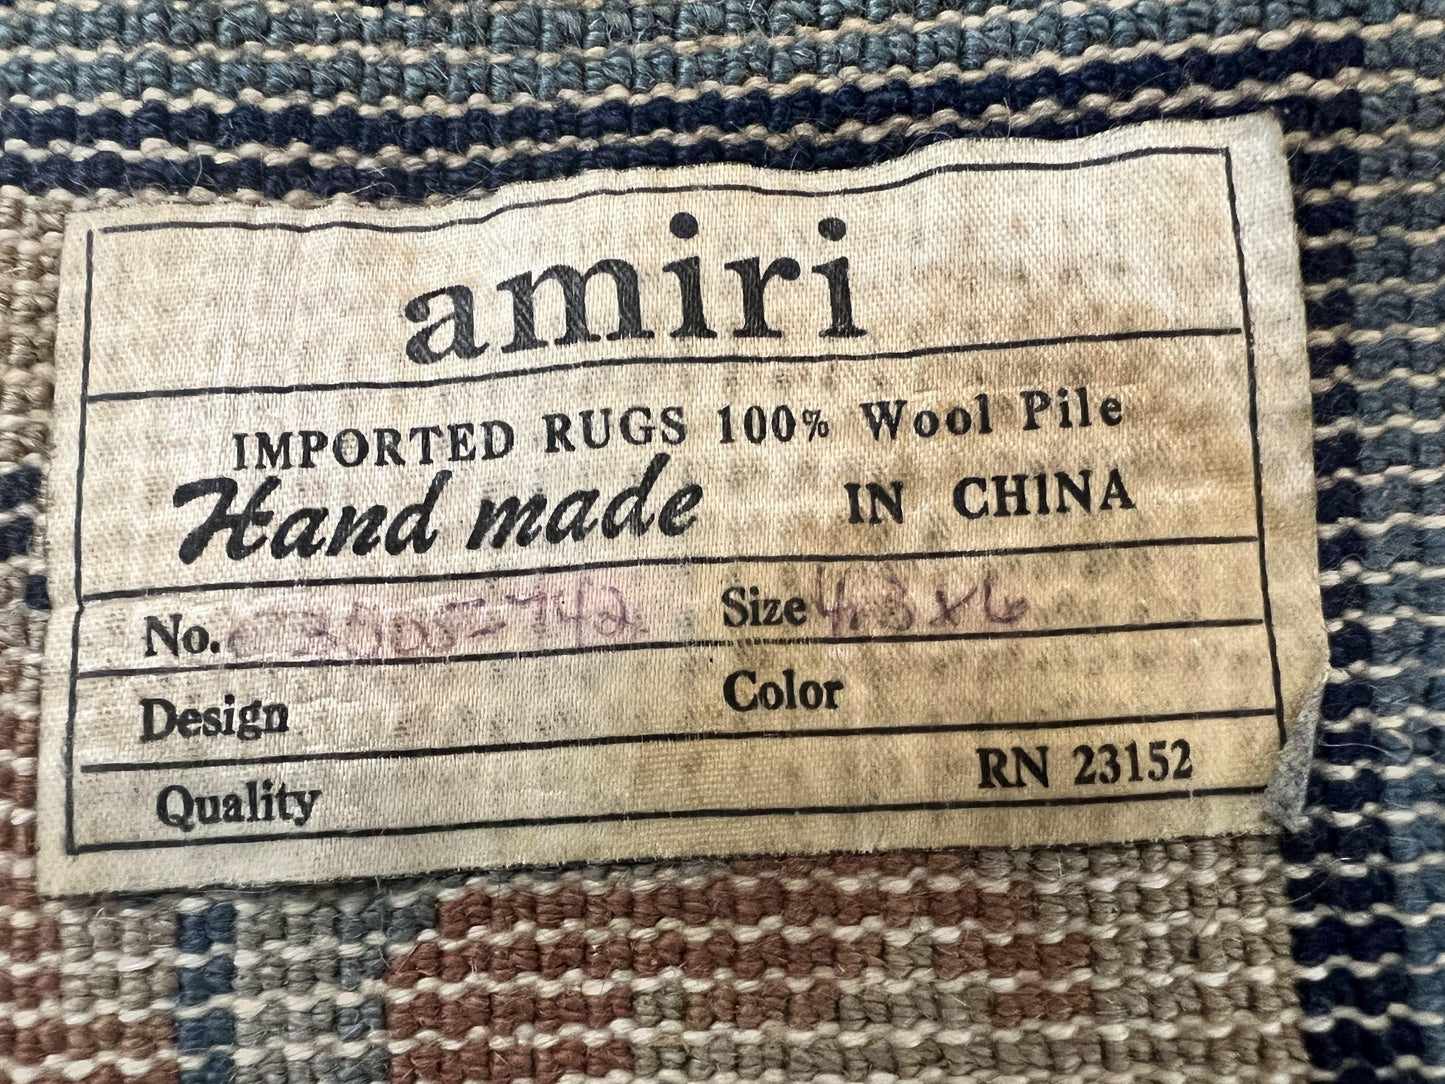 amiri
IMPORTED RUGS 100% Wool Pile
Hand made IN CHINA
No. Size 4.3x6
Design Color
Quality RN 23152